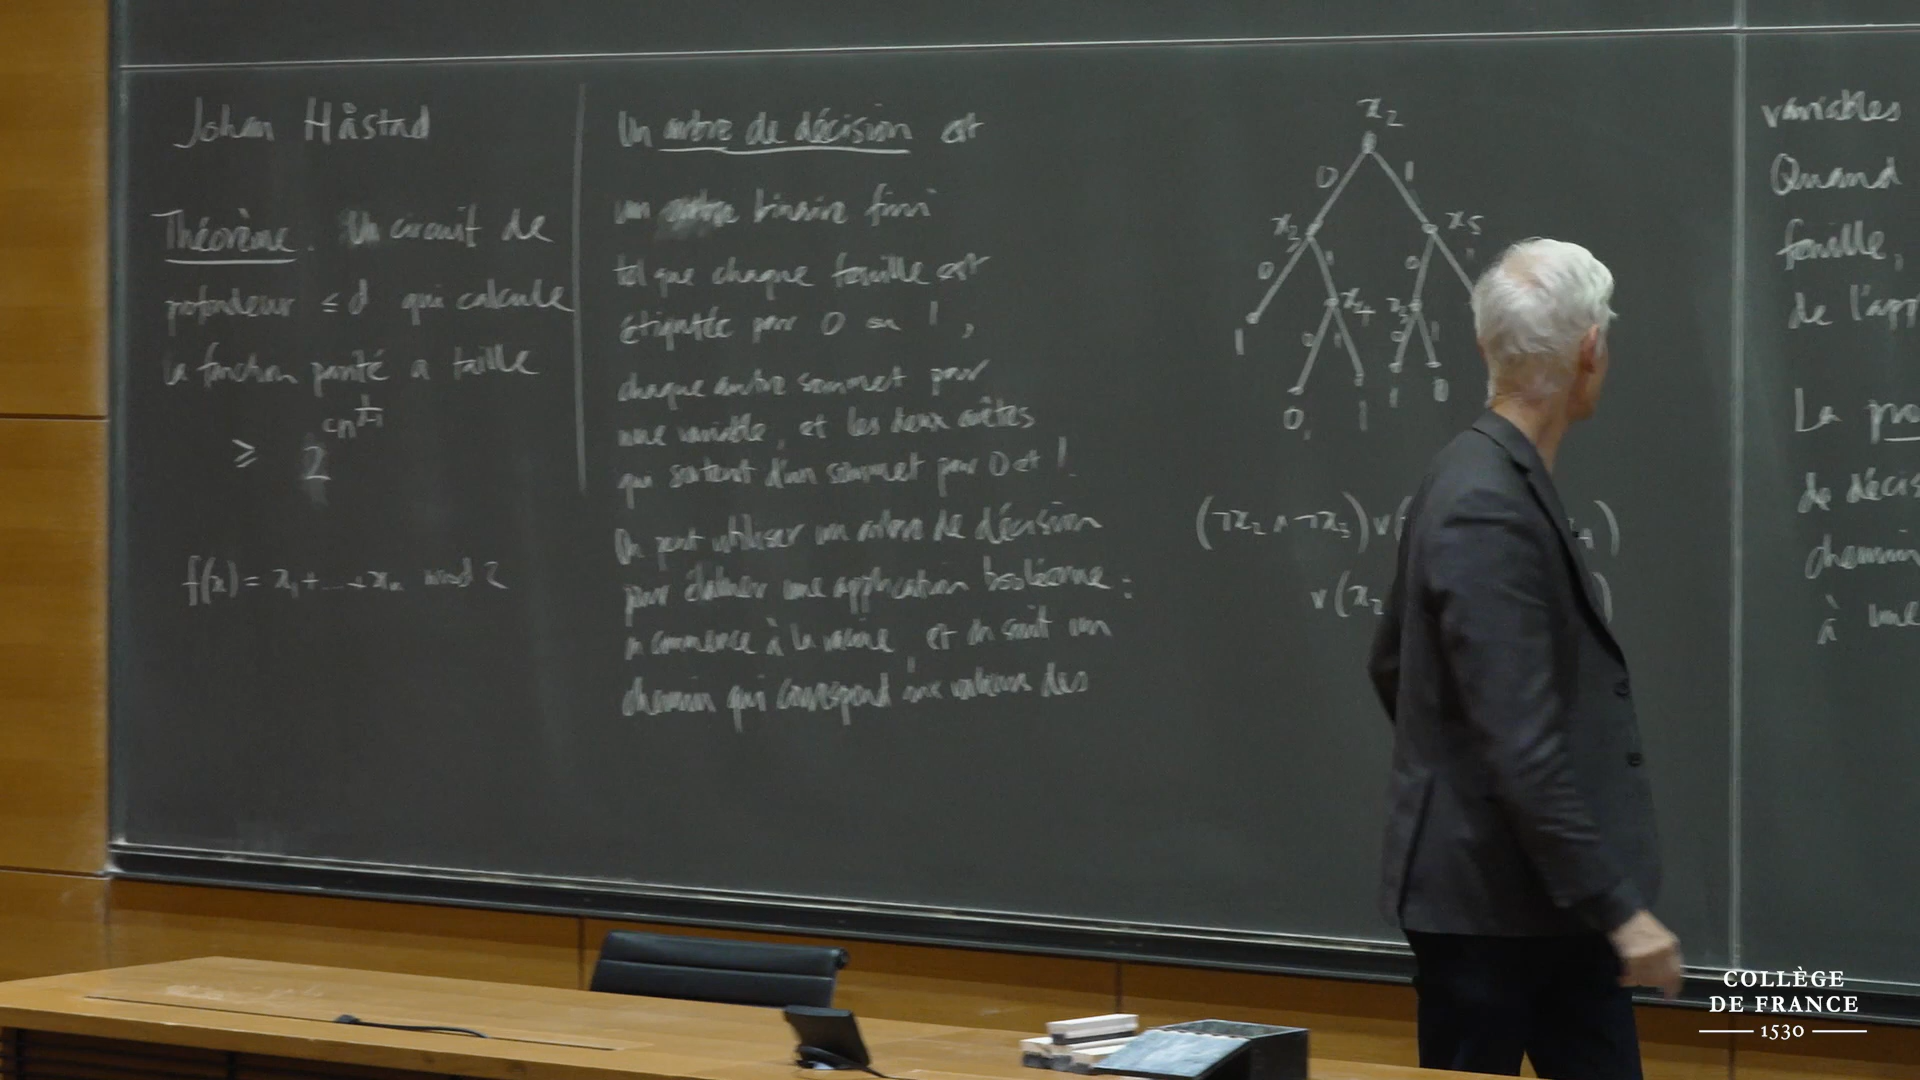 Johan Håstad
Théorème. Un circuit de
profondeur ≤ d qui calcule
la fonction parité a taille
≥ 2^{cn^{1/d}}
f(x) = x₁ + ... + xₙ mod 2
Un arbre de décision est
un arbre binaire fini
tel que chaque feuille est
étiquetée par 0 ou 1,
chaque autre sommet par
une variable, et les deux arêtes
qui sortent d'un sommet par 0 et 1.
On peut utiliser un arbre de décision
pour définir une application booléenne :
on commence à la racine, et on suit un
chemin qui correspond aux valeurs des
x₂
0 1
x₃ x₅
0 1 0 1
1 x₄ x₃
0 1 0 1
0 1 1 0
(¬x₂ ∧ ¬x₃) ∨ (
∨ (x₂
variables
Quand
feuille,
de l'app
La pro
de décis
chemin
à une
COLLÈGE
DE FRANCE
1530